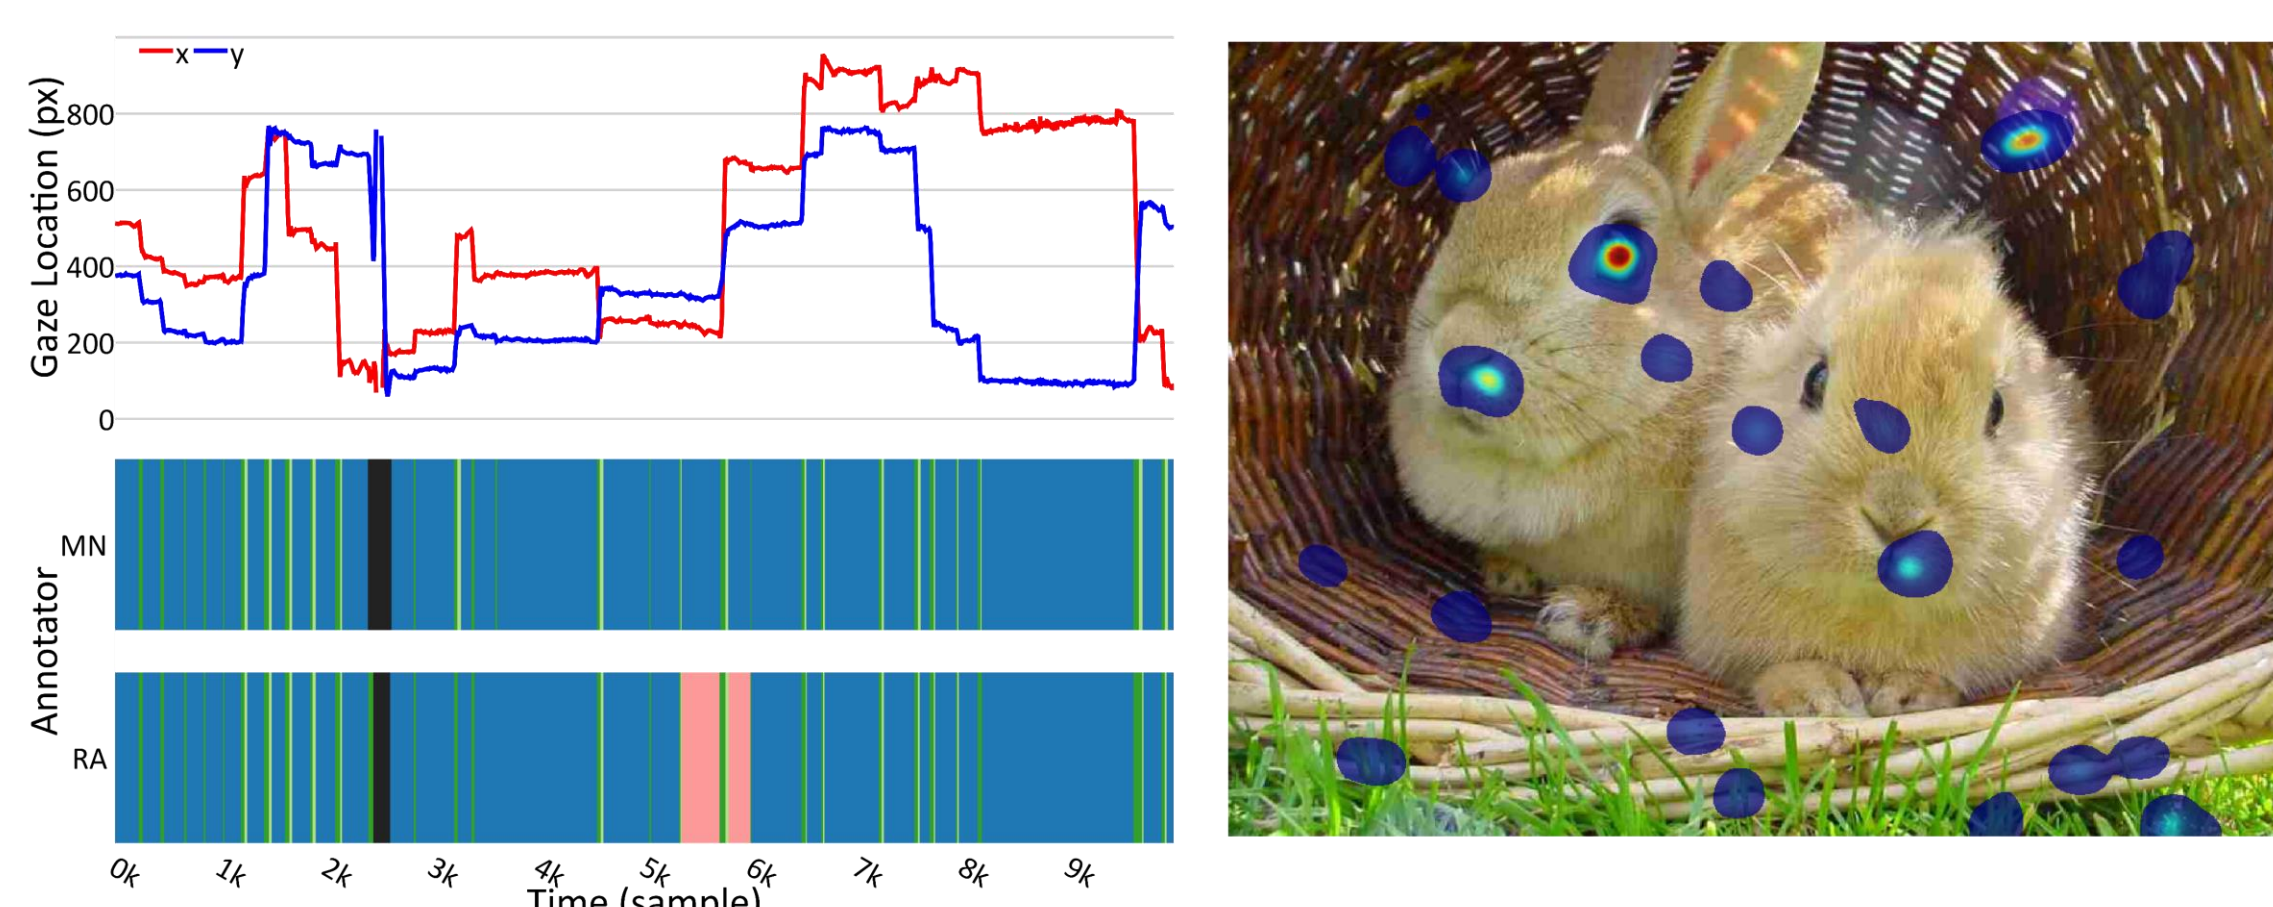 x y
Gaze Location (px)
800
600
400
200
0
Annotator
MN
RA
0k 1k 2k 3k 4k 5k 6k 7k 8k 9k
Time (sample)